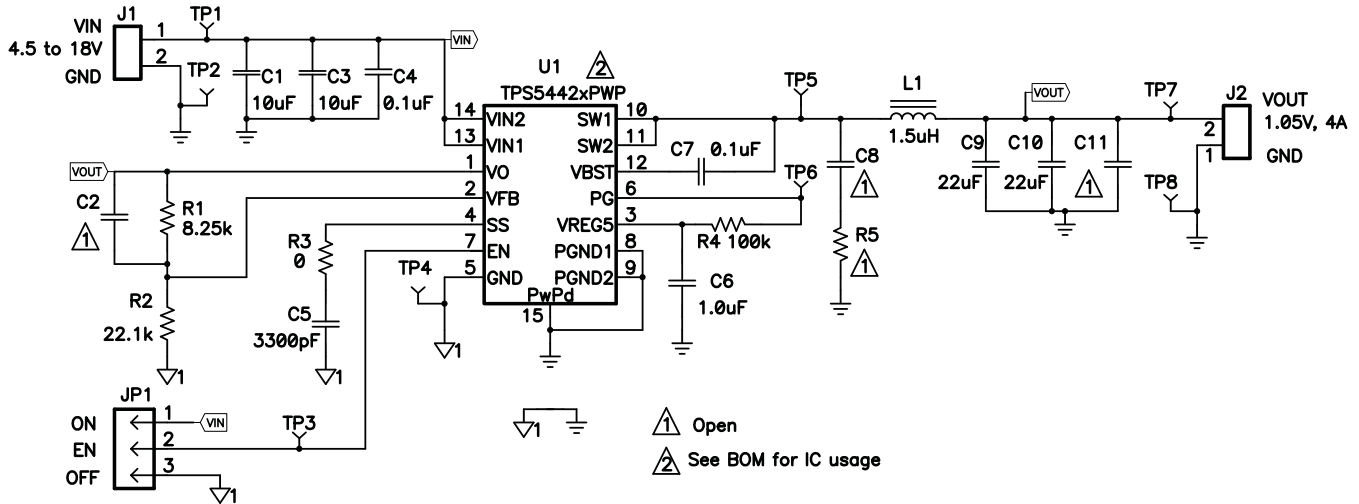 J1
TP1
VIN
4.5 to 18V
GND
1
2
TP2
VIN
C1
10uF
C3
10uF
C4
0.1uF
U1
2
TPS5442xPWP
14
VIN2
13
VIN1
1
VO
2
VFB
4
SS
7
EN
5
GND
PwPd
15
SW1
10
SW2
11
VBST
12
PG
6
VREG5
3
PGND1
8
PGND2
9
VOUT
C2
1
R1
8.25k
R2
22.1k
1
R3
0
C5
3300pF
1
TP4
1
C7
0.1uF
TP5
TP6
R4
100k
C6
1.0uF
C8
1
R5
1
L1
1.5uH
VOUT
C9
22uF
C10
22uF
C11
1
TP7
TP8
J2
2
1
VOUT
1.05V, 4A
GND
JP1
ON
1
VIN
EN
2
TP3
OFF
3
1
1
1 Open
2 See BOM for IC usage